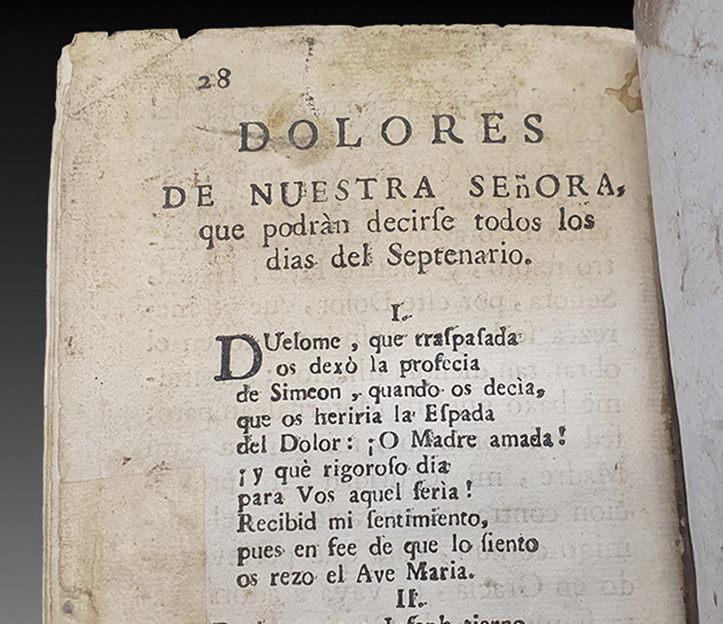 28
DOLORES
DE NUESTRA SEñORA,
que podràn decirſe todos los
dias del Septenario.
I.
DUelome, que traſpaſada
os dexò la profecia
de Simeon, quando os decìa,
que os heriria la Eſpada
del Dolor: ¡O Madre amada!
¡y què rigoroſo dia
para Vos aquel ſerìa!
Recibid mi ſentimiento,
pues en fee de que lo ſiento
os rezo el Ave Maria.
II.